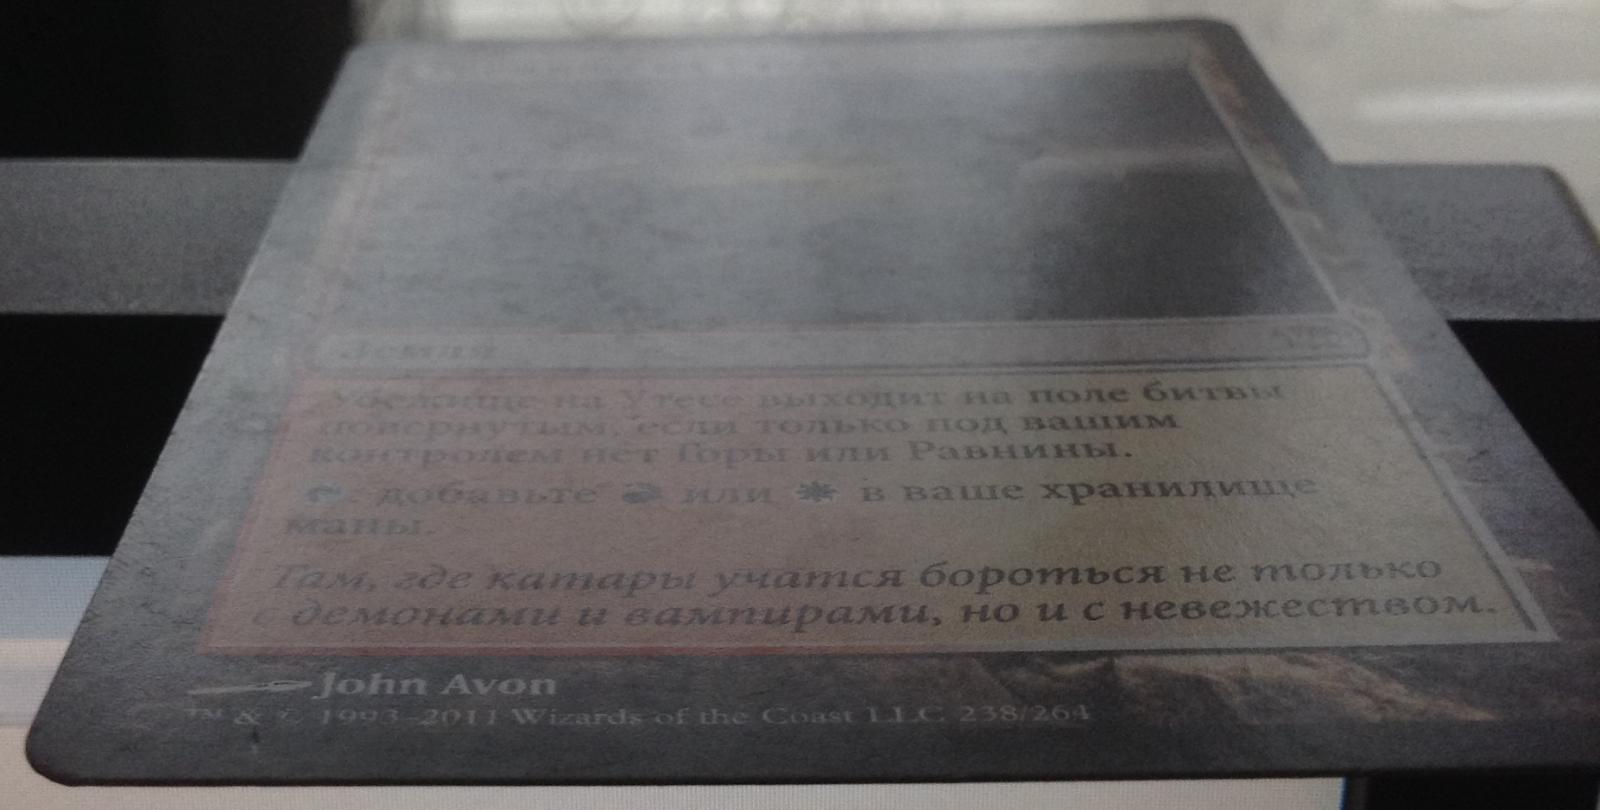 Земля
Убежище на Утесе выходит на поле битвы
повернутым, если только под вашим
контролем нет Горы или Равнины.
: добавьте или в ваше хранилище
маны.
Там, где катары учатся бороться не только
с демонами и вампирами, но и с невежеством.
John Avon
™ & © 1993–2011 Wizards of the Coast LLC 238/264